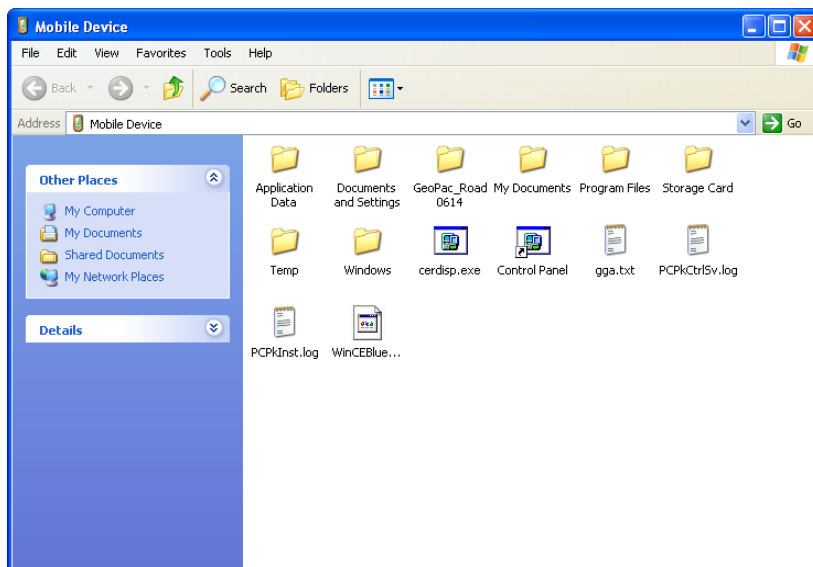 Mobile Device
File Edit View Favorites Tools Help
Back Search Folders
Address Mobile Device Go
Other Places
My Computer
My Documents
Shared Documents
My Network Places
Details
Application Data
Documents and Settings
GeoPac_Road 0614
My Documents
Program Files
Storage Card
Temp
Windows
cerdisp.exe
Control Panel
gga.txt
PCPkCtrlSv.log
PCPkInst.log
WinCEBlue...